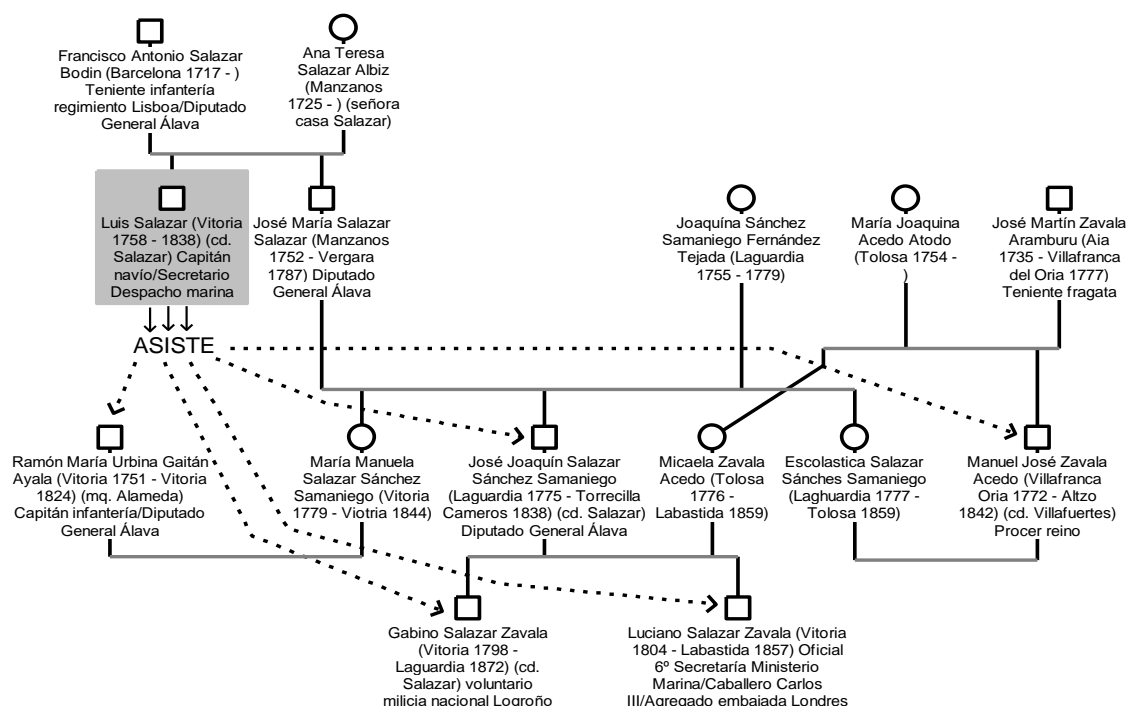 Francisco Antonio Salazar
Bodin (Barcelona 1717 - )
Teniente infantería
regimiento Lisboa/Diputado
General Álava
Ana Teresa
Salazar Albiz
(Manzanos
1725 - ) (señora
casa Salazar)
Luis Salazar (Vitoria
1758 - 1838) (cd.
Salazar) Capitán
navío/Secretario
Despacho marina
José María Salazar
Salazar (Manzanos
1752 - Vergara
1787) Diputado
General Álava
Joaquína Sánchez
Samaniego Fernández
Tejada (Laguardia
1755 - 1779)
María Joaquina
Acedo Atodo
(Tolosa 1754 -
)
José Martín Zavala
Aramburu (Aia
1735 - Villafranca
del Oria 1777)
Teniente fragata
ASISTE
Ramón María Urbina Gaitán
Ayala (Vitoria 1751 - Vitoria
1824) (mq. Alameda)
Capitán infantería/Diputado
General Álava
María Manuela
Salazar Sánchez
Samaniego (Vitoria
1779 - Viotria 1844)
José Joaquín Salazar
Sánchez Samaniego
(Laguardia 1775 - Torrecilla
Cameros 1838) (cd. Salazar)
Diputado General Álava
Micaela Zavala
Acedo (Tolosa
1776 -
Labastida 1859)
Escolastica Salazar
Sánches Samaniego
(Laghuardia 1777 -
Tolosa 1859)
Manuel José Zavala
Acedo (Villafranca
Oria 1772 - Altzo
1842) (cd. Villafuertes)
Procer reino
Gabino Salazar Zavala
(Vitoria 1798 -
Laguardia 1872) (cd.
Salazar) voluntario
milicia nacional Logroño
Luciano Salazar Zavala (Vitoria
1804 - Labastida 1857) Oficial
6º Secretaría Ministerio
Marina/Caballero Carlos
III/Agregado embajada Londres